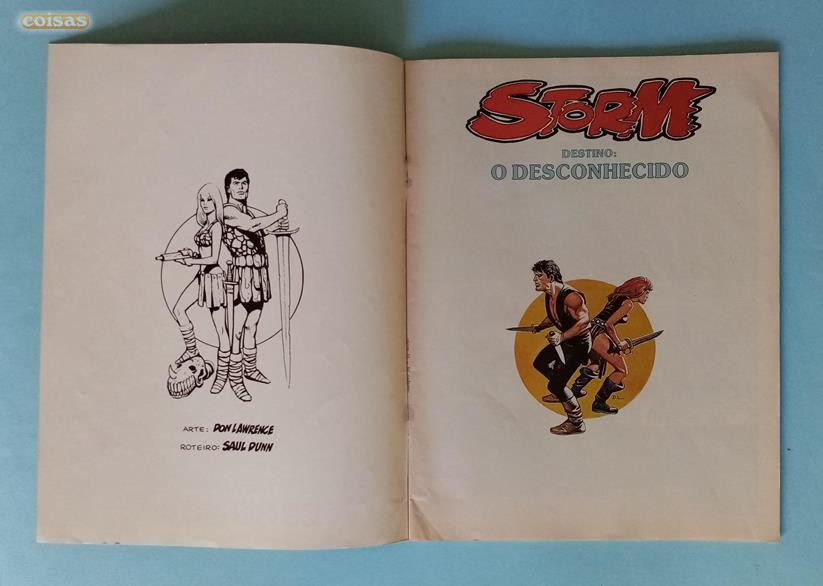 coisas
ARTE: DON LAWRENCE
ROTEIRO: SAUL DUNN
STORM
DESTINO:
O DESCONHECIDO
D.L.